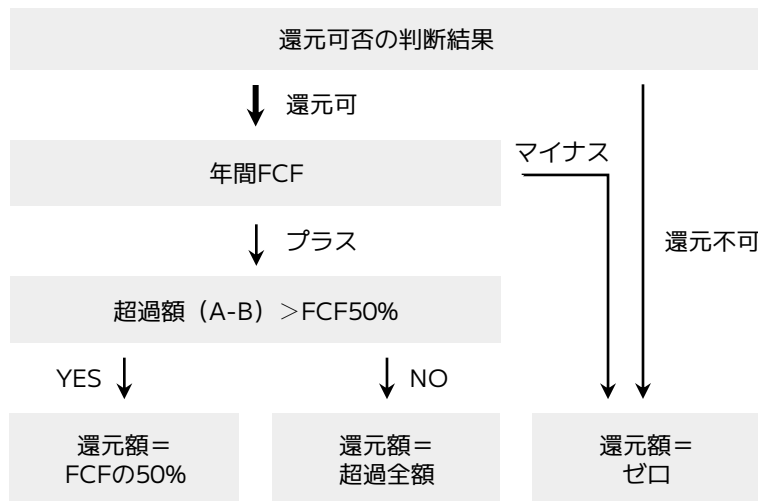 還元可否の判断結果
還元可
年間FCF
マイナス
プラス
還元不可
超過額（A-B）＞FCF50%
YES
NO
還元額＝
FCFの50%
還元額＝
超過全額
還元額＝
ゼロ